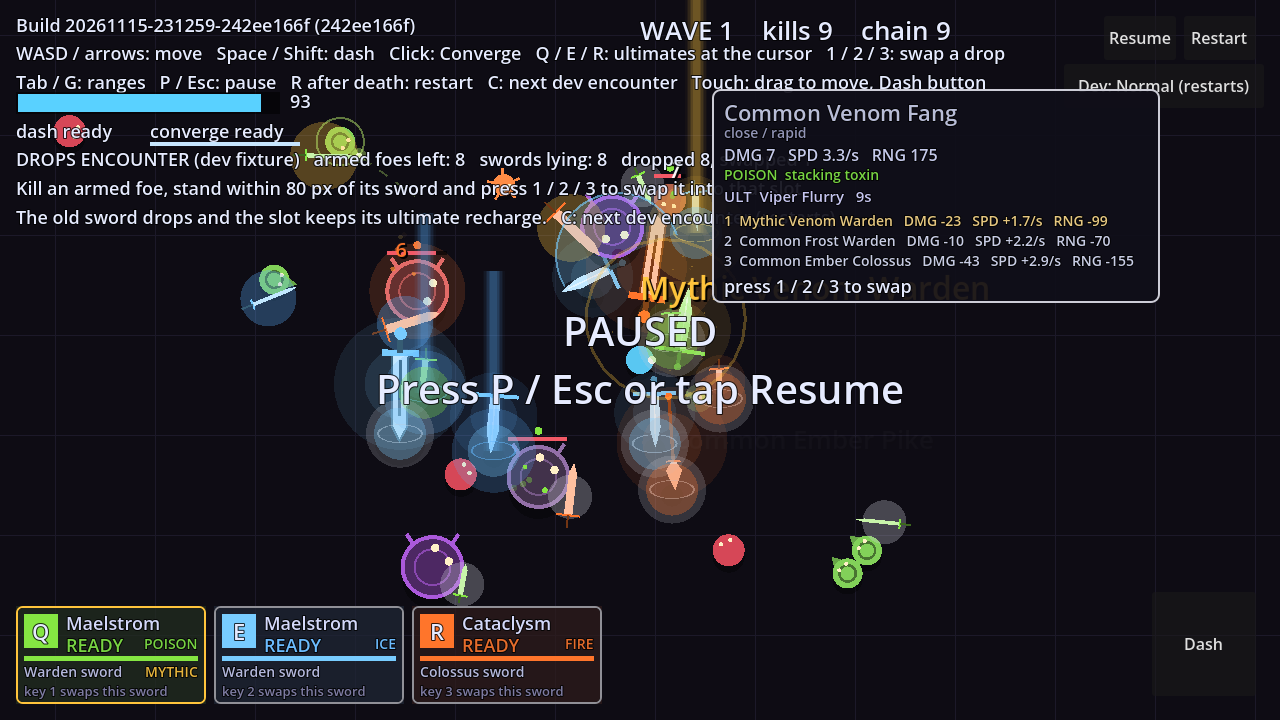 Build 20261115-231259-242ee166f (242ee166f)
WAVE 1 kills 9 chain 9
WASD / arrows: move Space / Shift: dash Click: Converge Q / E / R: ultimates at the cursor 1 / 2 / 3: swap a drop
Resume Restart
Tab / G: ranges P / Esc: pause R after death: restart C: next dev encounter Touch: drag to move, Dash button
Dev: Normal (restarts)
93
dash ready converge ready
DROPS ENCOUNTER (dev fixture) armed foes left: 8 swords lying: 8 dropped 8,
Kill an armed foe, stand within 80 px of its sword and press 1 / 2 / 3 to swap it into that slot
The old sword drops and the slot keeps its ultimate recharge. C: next dev encou
Common Venom Fang
close / rapid
DMG 7 SPD 3.3/s RNG 175
POISON stacking toxin
ULT Viper Flurry 9s
1 Mythic Venom Warden DMG -23 SPD +1.7/s RNG -99
2 Common Frost Warden DMG -10 SPD +2.2/s RNG -70
3 Common Ember Colossus DMG -43 SPD +2.9/s RNG -155
press 1 / 2 / 3 to swap
7
6
Mythic Venom Warden
PAUSED
Press P / Esc or tap Resume
Common Ember Pike
Q Maelstrom
READY POISON
Warden sword MYTHIC
key 1 swaps this sword
E Maelstrom
READY ICE
Warden sword
key 2 swaps this sword
R Cataclysm
READY FIRE
Colossus sword
key 3 swaps this sword
Dash